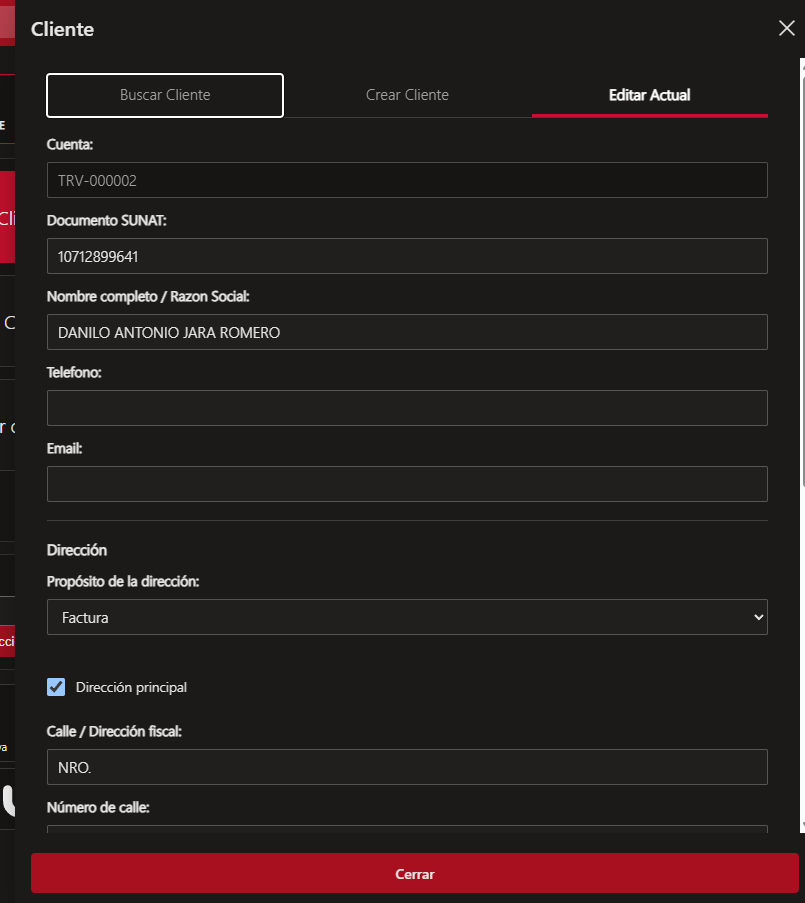 Cliente
Buscar Cliente
Crear Cliente
Editar Actual
Cuenta:
TRV-000002
Documento SUNAT:
10712899641
Nombre completo / Razon Social:
DANILO ANTONIO JARA ROMERO
Telefono:
Email:
Dirección
Propósito de la dirección:
Factura
Dirección principal
Calle / Dirección fiscal:
NRO.
Número de calle:
Cerrar